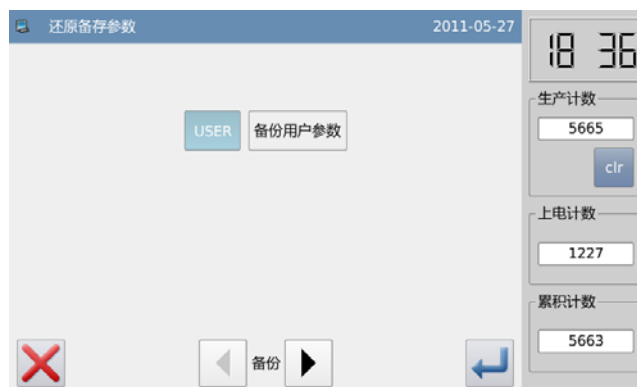 还原备存参数
2011-05-27
18 36
USER
备份用户参数
备份
生产计数
5665
clr
上电计数
1227
累积计数
5663